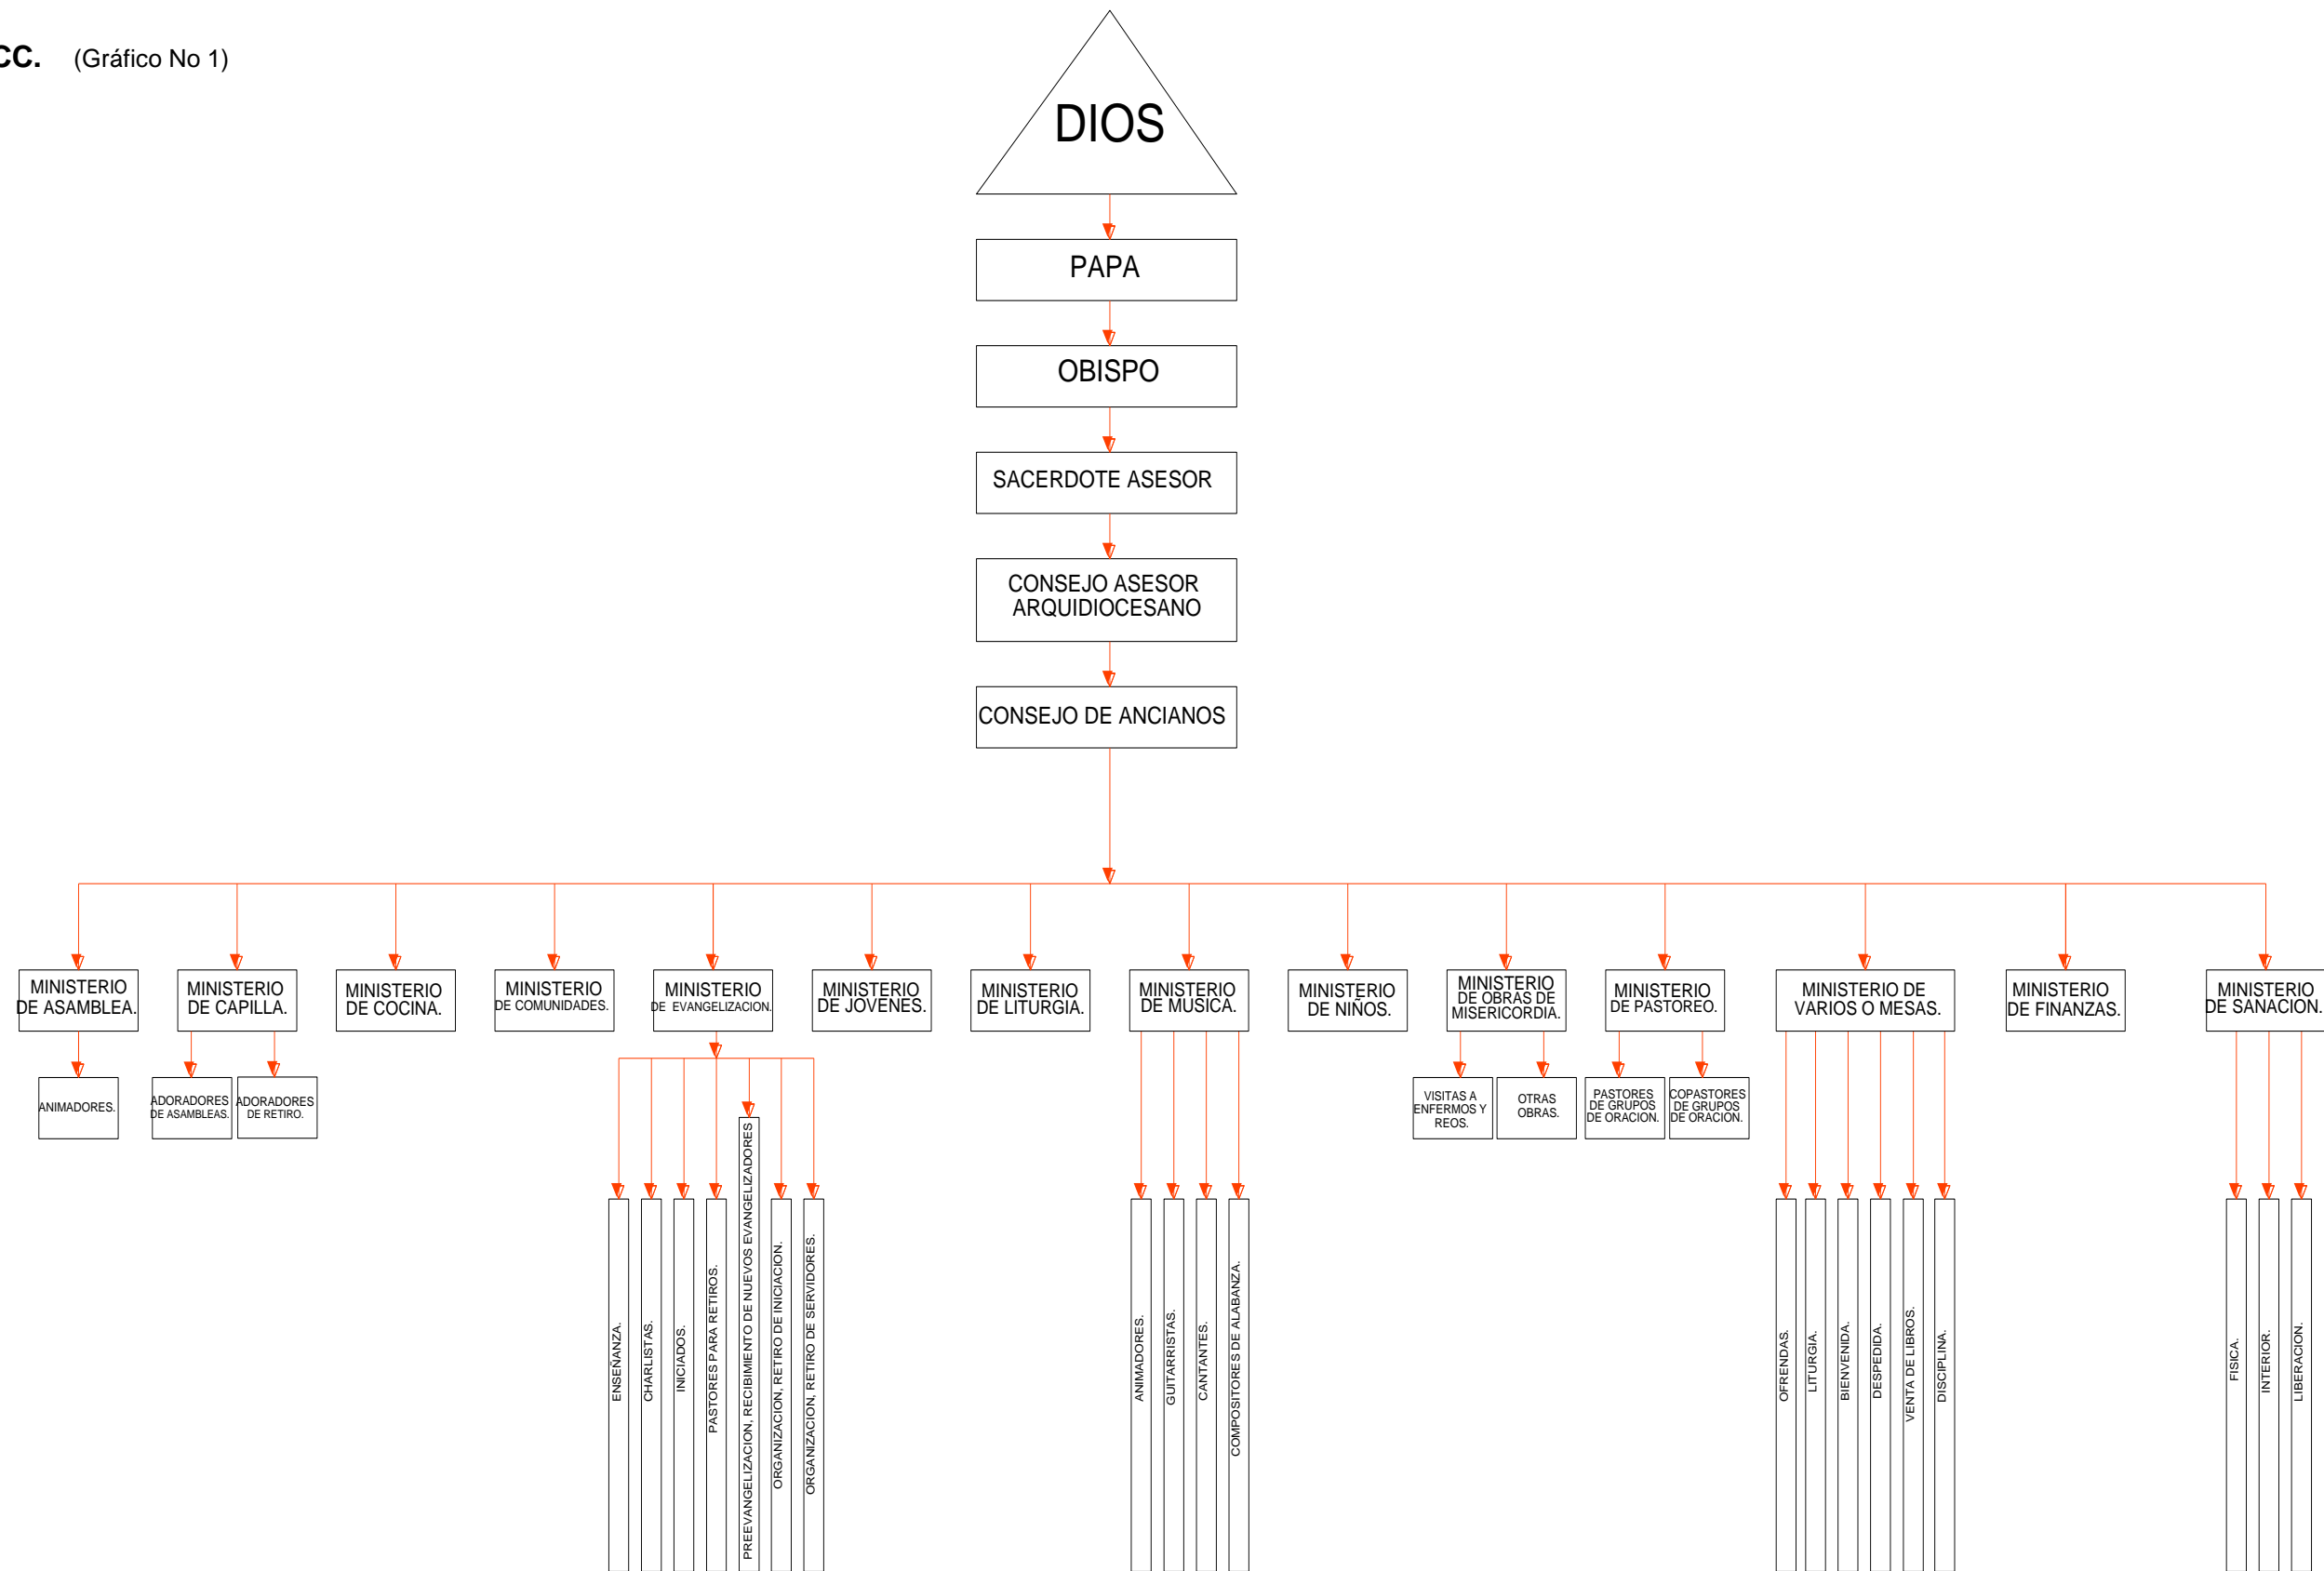 CC. (Gráfico No 1)
DIOS
PAPA
OBISPO
SACERDOTE ASESOR
CONSEJO ASESOR
ARQUIDIOCESANO
CONSEJO DE ANCIANOS
MINISTERIO
DE ASAMBLEA.
MINISTERIO
DE CAPILLA.
MINISTERIO
DE COCINA.
MINISTERIO
DE COMUNIDADES.
MINISTERIO
DE EVANGELIZACION.
MINISTERIO
DE JOVENES.
MINISTERIO
DE LITURGIA.
MINISTERIO
DE MUSICA.
MINISTERIO
DE NIÑOS.
MINISTERIO
DE OBRAS DE
MISERICORDIA.
MINISTERIO
DE PASTOREO.
MINISTERIO DE
VARIOS O MESAS.
MINISTERIO
DE FINANZAS.
MINISTERIO
DE SANACION.
ANIMADORES.
ADORADORES
DE ASAMBLEAS.
ADORADORES
DE RETIRO.
VISITAS A
ENFERMOS Y
REOS.
OTRAS
OBRAS.
PASTORES
DE GRUPOS
DE ORACION.
COPASTORES
DE GRUPOS
DE ORACION.
ENSEÑANZA.
CHARLISTAS.
INICIADOS.
PASTORES PARA RETIROS.
PREEVANGELIZACION, RECIBIMIENTO DE NUEVOS EVANGELIZADORES
ORGANIZACION, RETIRO DE INICIACION.
ORGANIZACION, RETIRO DE SERVIDORES.
ANIMADORES.
GUITARRISTAS.
CANTANTES.
COMPOSITORES DE ALABANZA.
OFRENDAS.
LITURGIA.
BIENVENIDA.
DESPEDIDA.
VENTA DE LIBROS.
DISCIPLINA.
FISICA.
INTERIOR.
LIBERACION.